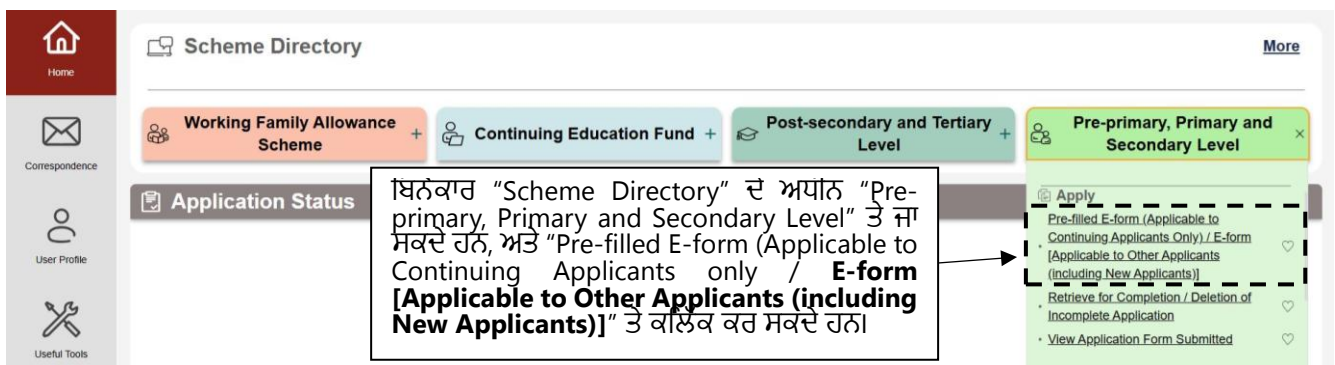 Home
Correspondence
User Profile
Useful Tools
Scheme Directory
More
Working Family Allowance
Scheme
+
Continuing Education Fund +
Post-secondary and Tertiary
Level
+
Pre-primary, Primary and
Secondary Level
×
Application Status
ਬਿਨੈਕਾਰ “Scheme Directory” ਦੇ ਅਧੀਨ “Pre-
primary, Primary and Secondary Level” ਤੇ ਜਾ
ਸਕਦੇ ਹਨ, ਅਤੇ “Pre-filled E-form (Applicable to
Continuing Applicants only / E-form
[Applicable to Other Applicants (including
New Applicants)]” ਤੇ ਕਲਿੱਕ ਕਰ ਸਕਦੇ ਹਨ।
Apply
Pre-filled E-form (Applicable to
Continuing Applicants Only) / E-form
[Applicable to Other Applicants
(including New Applicants)]
Retrieve for Completion / Deletion of
Incomplete Application
View Application Form Submitted